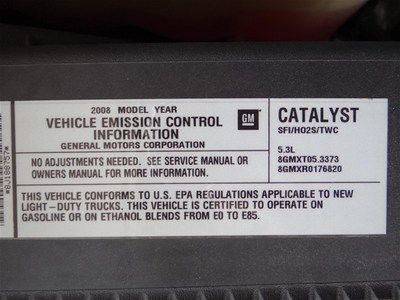 2008 MODEL YEAR
VEHICLE EMISSION CONTROL
INFORMATION
GENERAL MOTORS CORPORATION
GM
NO ADJUSTMENTS NEEDED. SEE SERVICE MANUAL OR
OWNERS MANUAL FOR MORE INFORMATION.
CATALYST
SFI/HO2S/TWC
5.3L
8GMXT05.3373
8GMXR0176820
THIS VEHICLE CONFORMS TO U.S. EPA REGULATIONS APPLICABLE TO NEW
LIGHT-DUTY TRUCKS. THIS VEHICLE IS CERTIFIED TO OPERATE ON
GASOLINE OR ON ETHANOL BLENDS FROM E0 TO E85.
*8J188757*